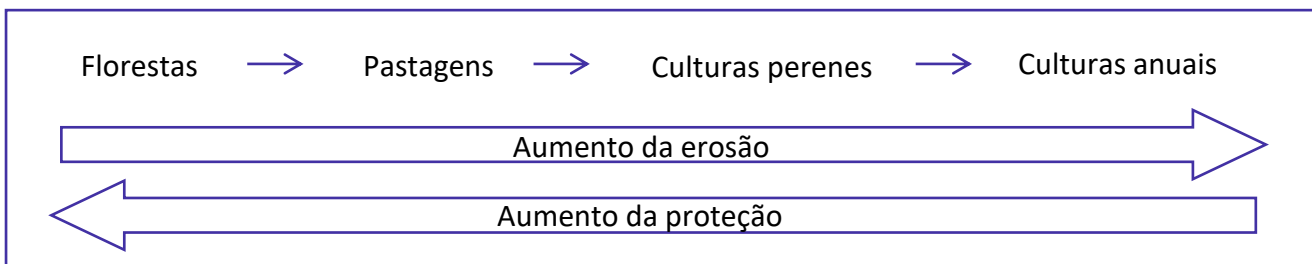 Florestas → Pastagens → Culturas perenes → Culturas anuais
Aumento da erosão
Aumento da proteção